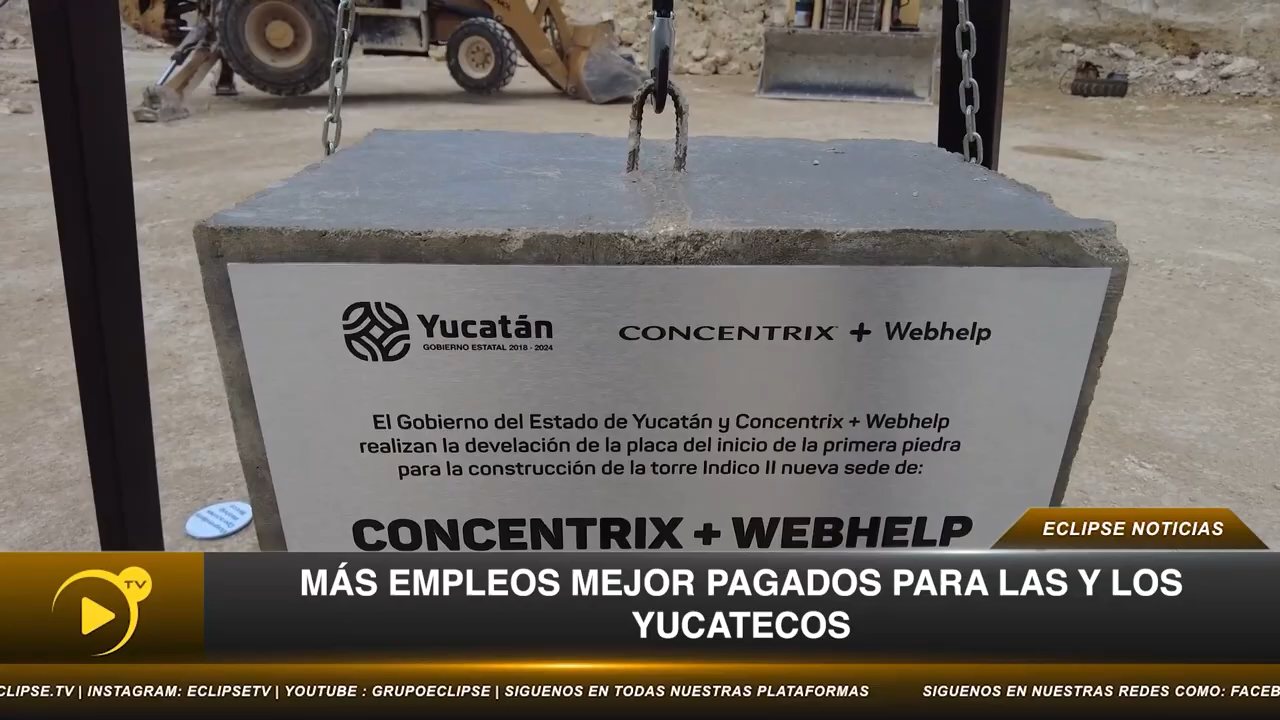 Yucatán
GOBIERNO ESTATAL 2018 - 2024
CONCENTRIX + Webhelp
El Gobierno del Estado de Yucatán y Concentrix + Webhelp
realizan la develación de la placa del inicio de la primera piedra
para la construcción de la torre Indico II nueva sede de:
CONCENTRIX + WEBHELP
ECLIPSE NOTICIAS
TV
MÁS EMPLEOS MEJOR PAGADOS PARA LAS Y LOS
YUCATECOS
CLIPSE.TV | INSTAGRAM: ECLIPSETV | YOUTUBE : GRUPOECLIPSE | SIGUENOS EN TODAS NUESTRAS PLATAFORMAS SIGUENOS EN NUESTRAS REDES COMO: FACEB